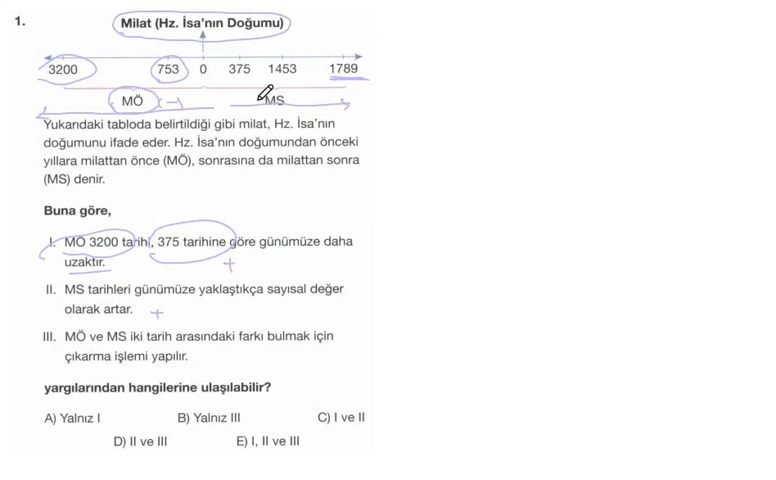 1.
Milat (Hz. İsa'nın Doğumu)
3200 753 0 375 1453 1789
MÖ (-) MS
Yukarıdaki tabloda belirtildiği gibi milat, Hz. İsa'nın
doğumunu ifade eder. Hz. İsa'nın doğumundan önceki
yıllara milattan önce (MÖ), sonrasına da milattan sonra
(MS) denir.
Buna göre,
I. MÖ 3200 tarihi, 375 tarihine göre günümüze daha
uzaktır. +
II. MS tarihleri günümüze yaklaştıkça sayısal değer
olarak artar. +
III. MÖ ve MS iki tarih arasındaki farkı bulmak için
çıkarma işlemi yapılır.
yargılarından hangilerine ulaşılabilir?
A) Yalnız I B) Yalnız III C) I ve II
D) II ve III E) I, II ve III